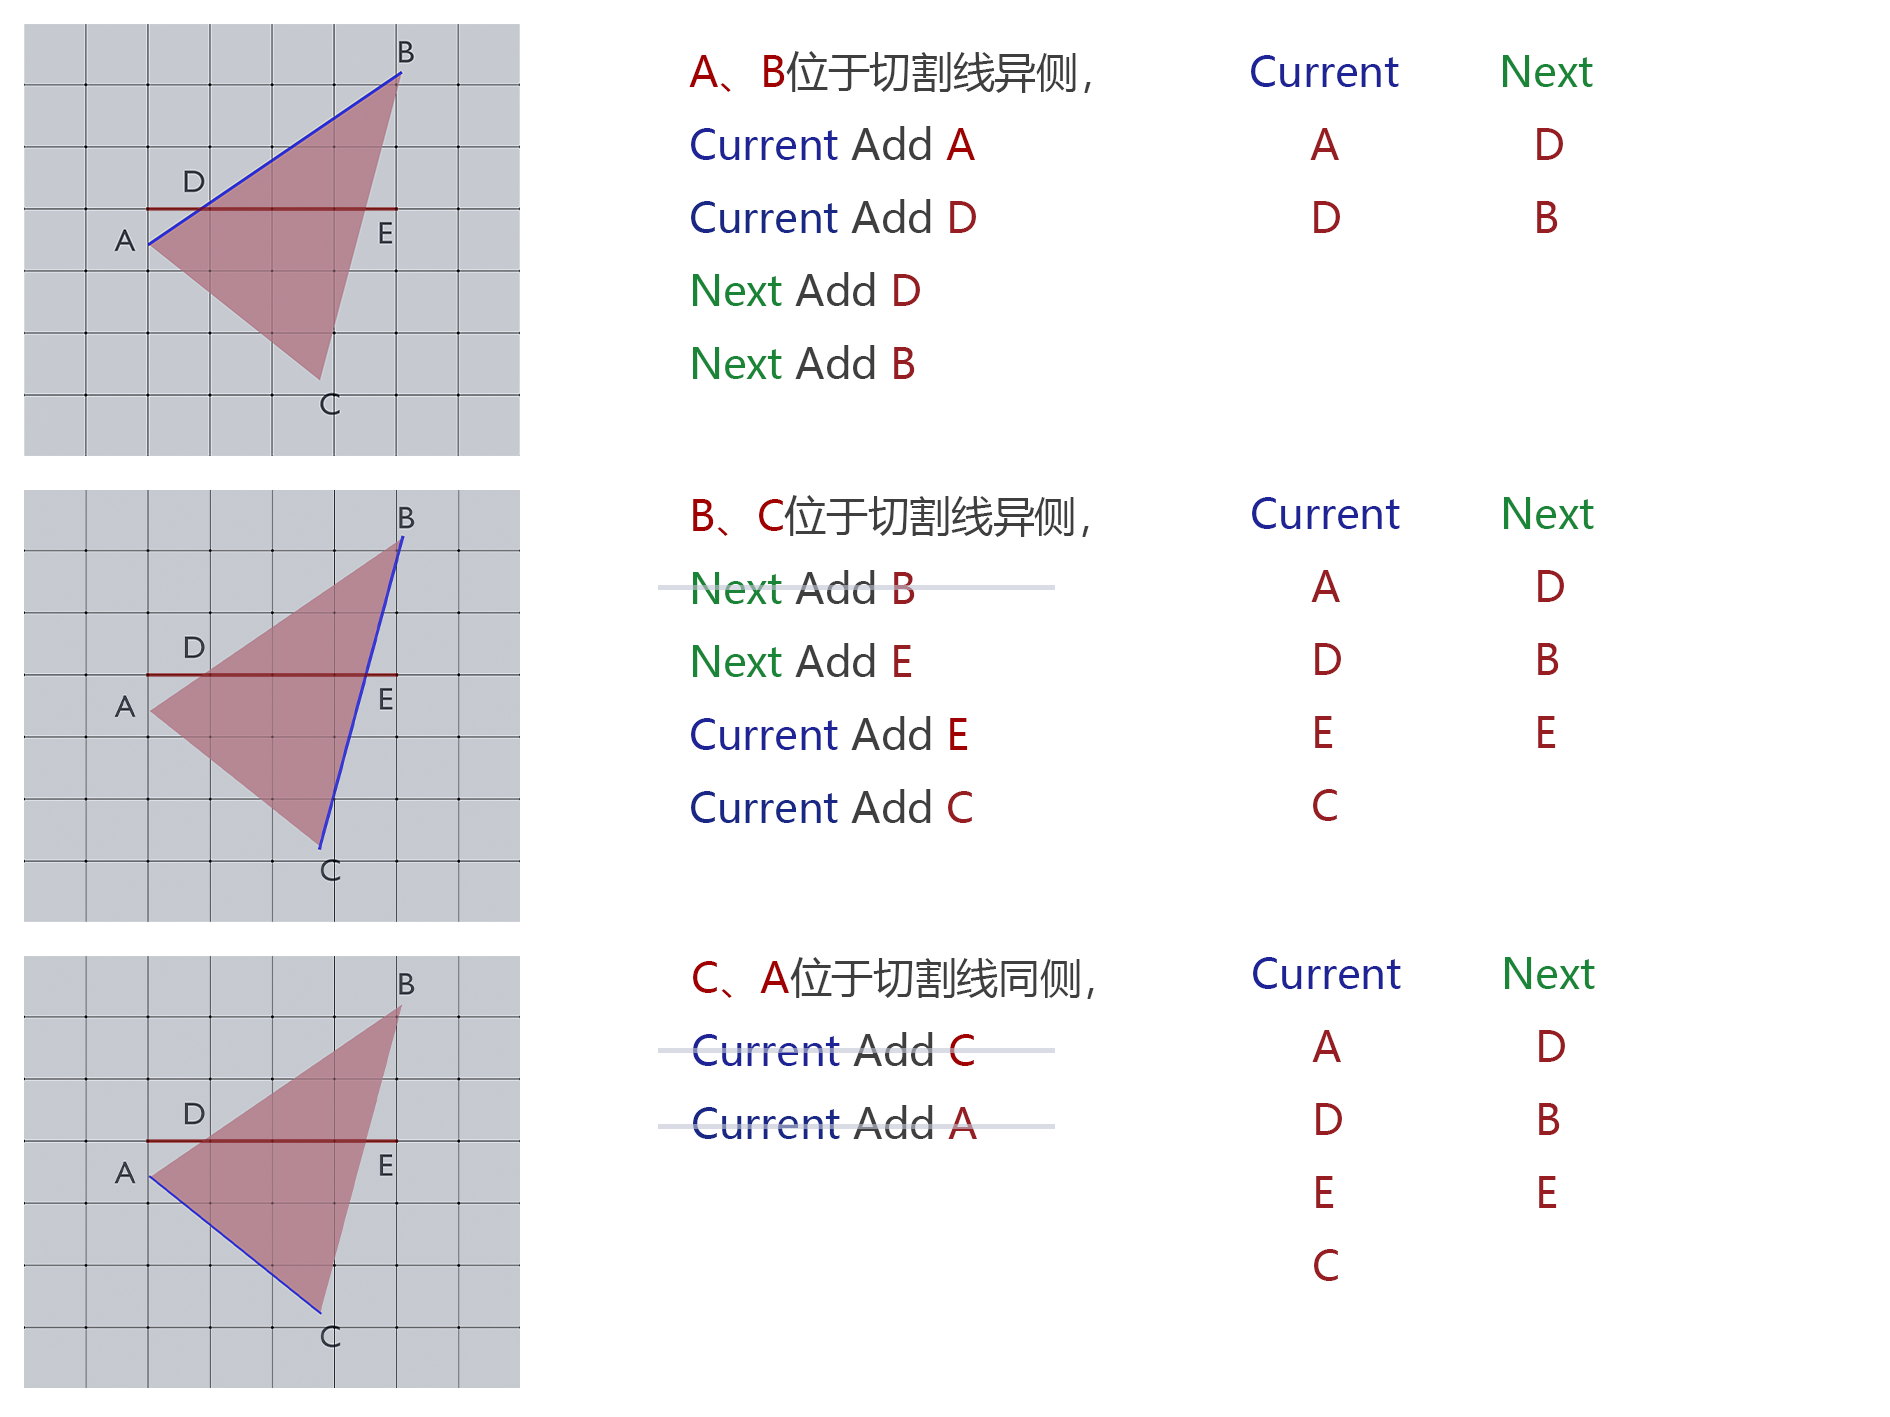 B
D
A
E
C
A、B位于切割线异侧，
Current Add A
Current Add D
Next Add D
Next Add B
Current Next
A D
D B
B
D
A
E
C
B、C位于切割线异侧，
Next Add B
Next Add E
Current Add E
Current Add C
Current Next
A D
D B
E E
C
B
D
A
E
C
C、A位于切割线同侧，
Current Add C
Current Add A
Current Next
A D
D B
E E
C